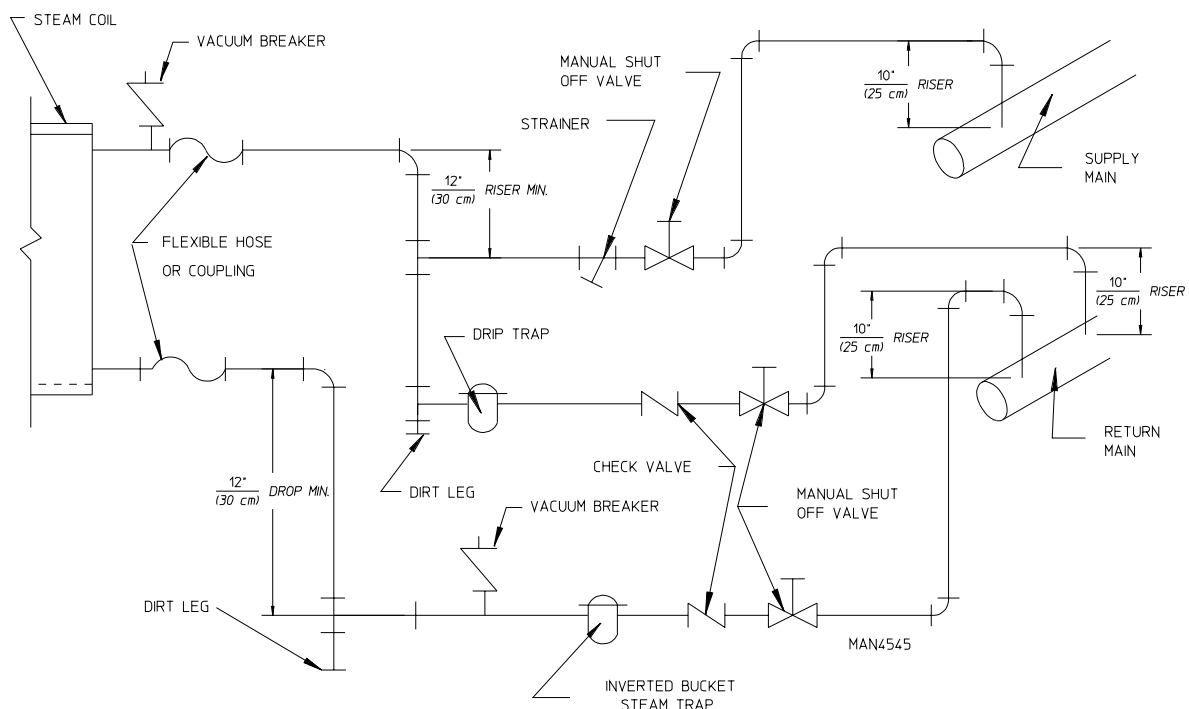 STEAM COIL
VACUUM BREAKER
MANUAL SHUT
OFF VALVE
10"
(25 cm) RISER
STRAINER
SUPPLY
MAIN
12"
(30 cm) RISER MIN.
FLEXIBLE HOSE
OR COUPLING
10"
(25 cm) RISER
10"
(25 cm) RISER
DRIP TRAP
RETURN
MAIN
CHECK VALVE
12"
(30 cm) DROP MIN.
DIRT LEG
MANUAL SHUT
OFF VALVE
VACUUM BREAKER
DIRT LEG
MAN4545
INVERTED BUCKET
STEAM TRAP